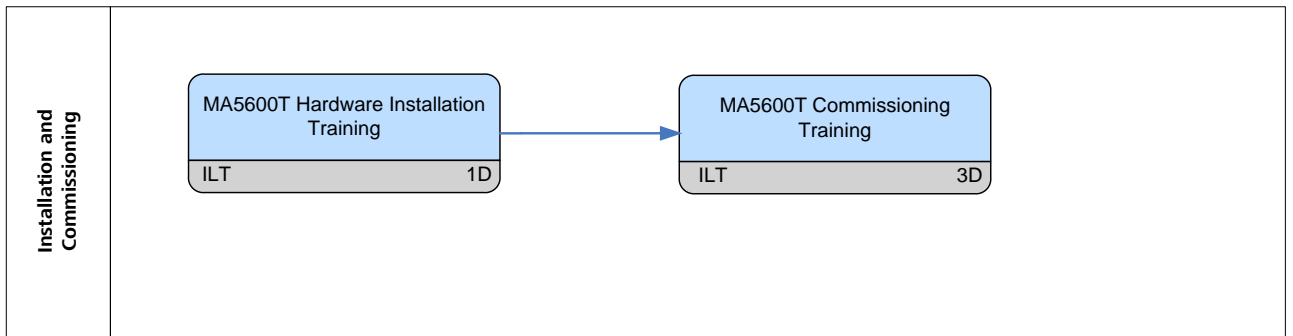 Installation and
Commissioning
MA5600T Hardware Installation
Training
ILT 1D
MA5600T Commissioning
Training
ILT 3D